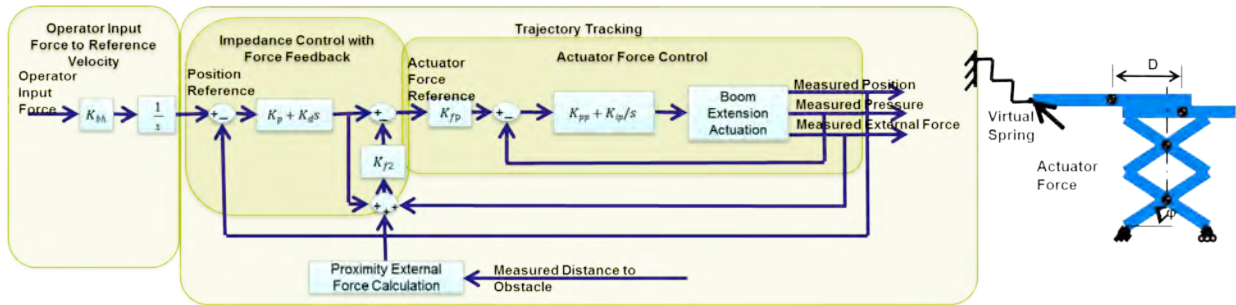 Operator Input
Force to Reference
Velocity
Operator
Input
Force
K_bh
1/s
Trajectory Tracking
Impedance Control with
Force Feedback
Position
Reference
+
−
K_p + K_d s
+
−
K_f2
+
+
+
Proximity External
Force Calculation
Measured Distance to
Obstacle
Actuator Force Control
Actuator
Force
Reference
K_fp
+
−
K_pp + K_ip/s
Boom
Extension
Actuation
Measured Position
Measured Pressure
Measured External Force
D
Virtual
Spring
Actuator
Force
φ